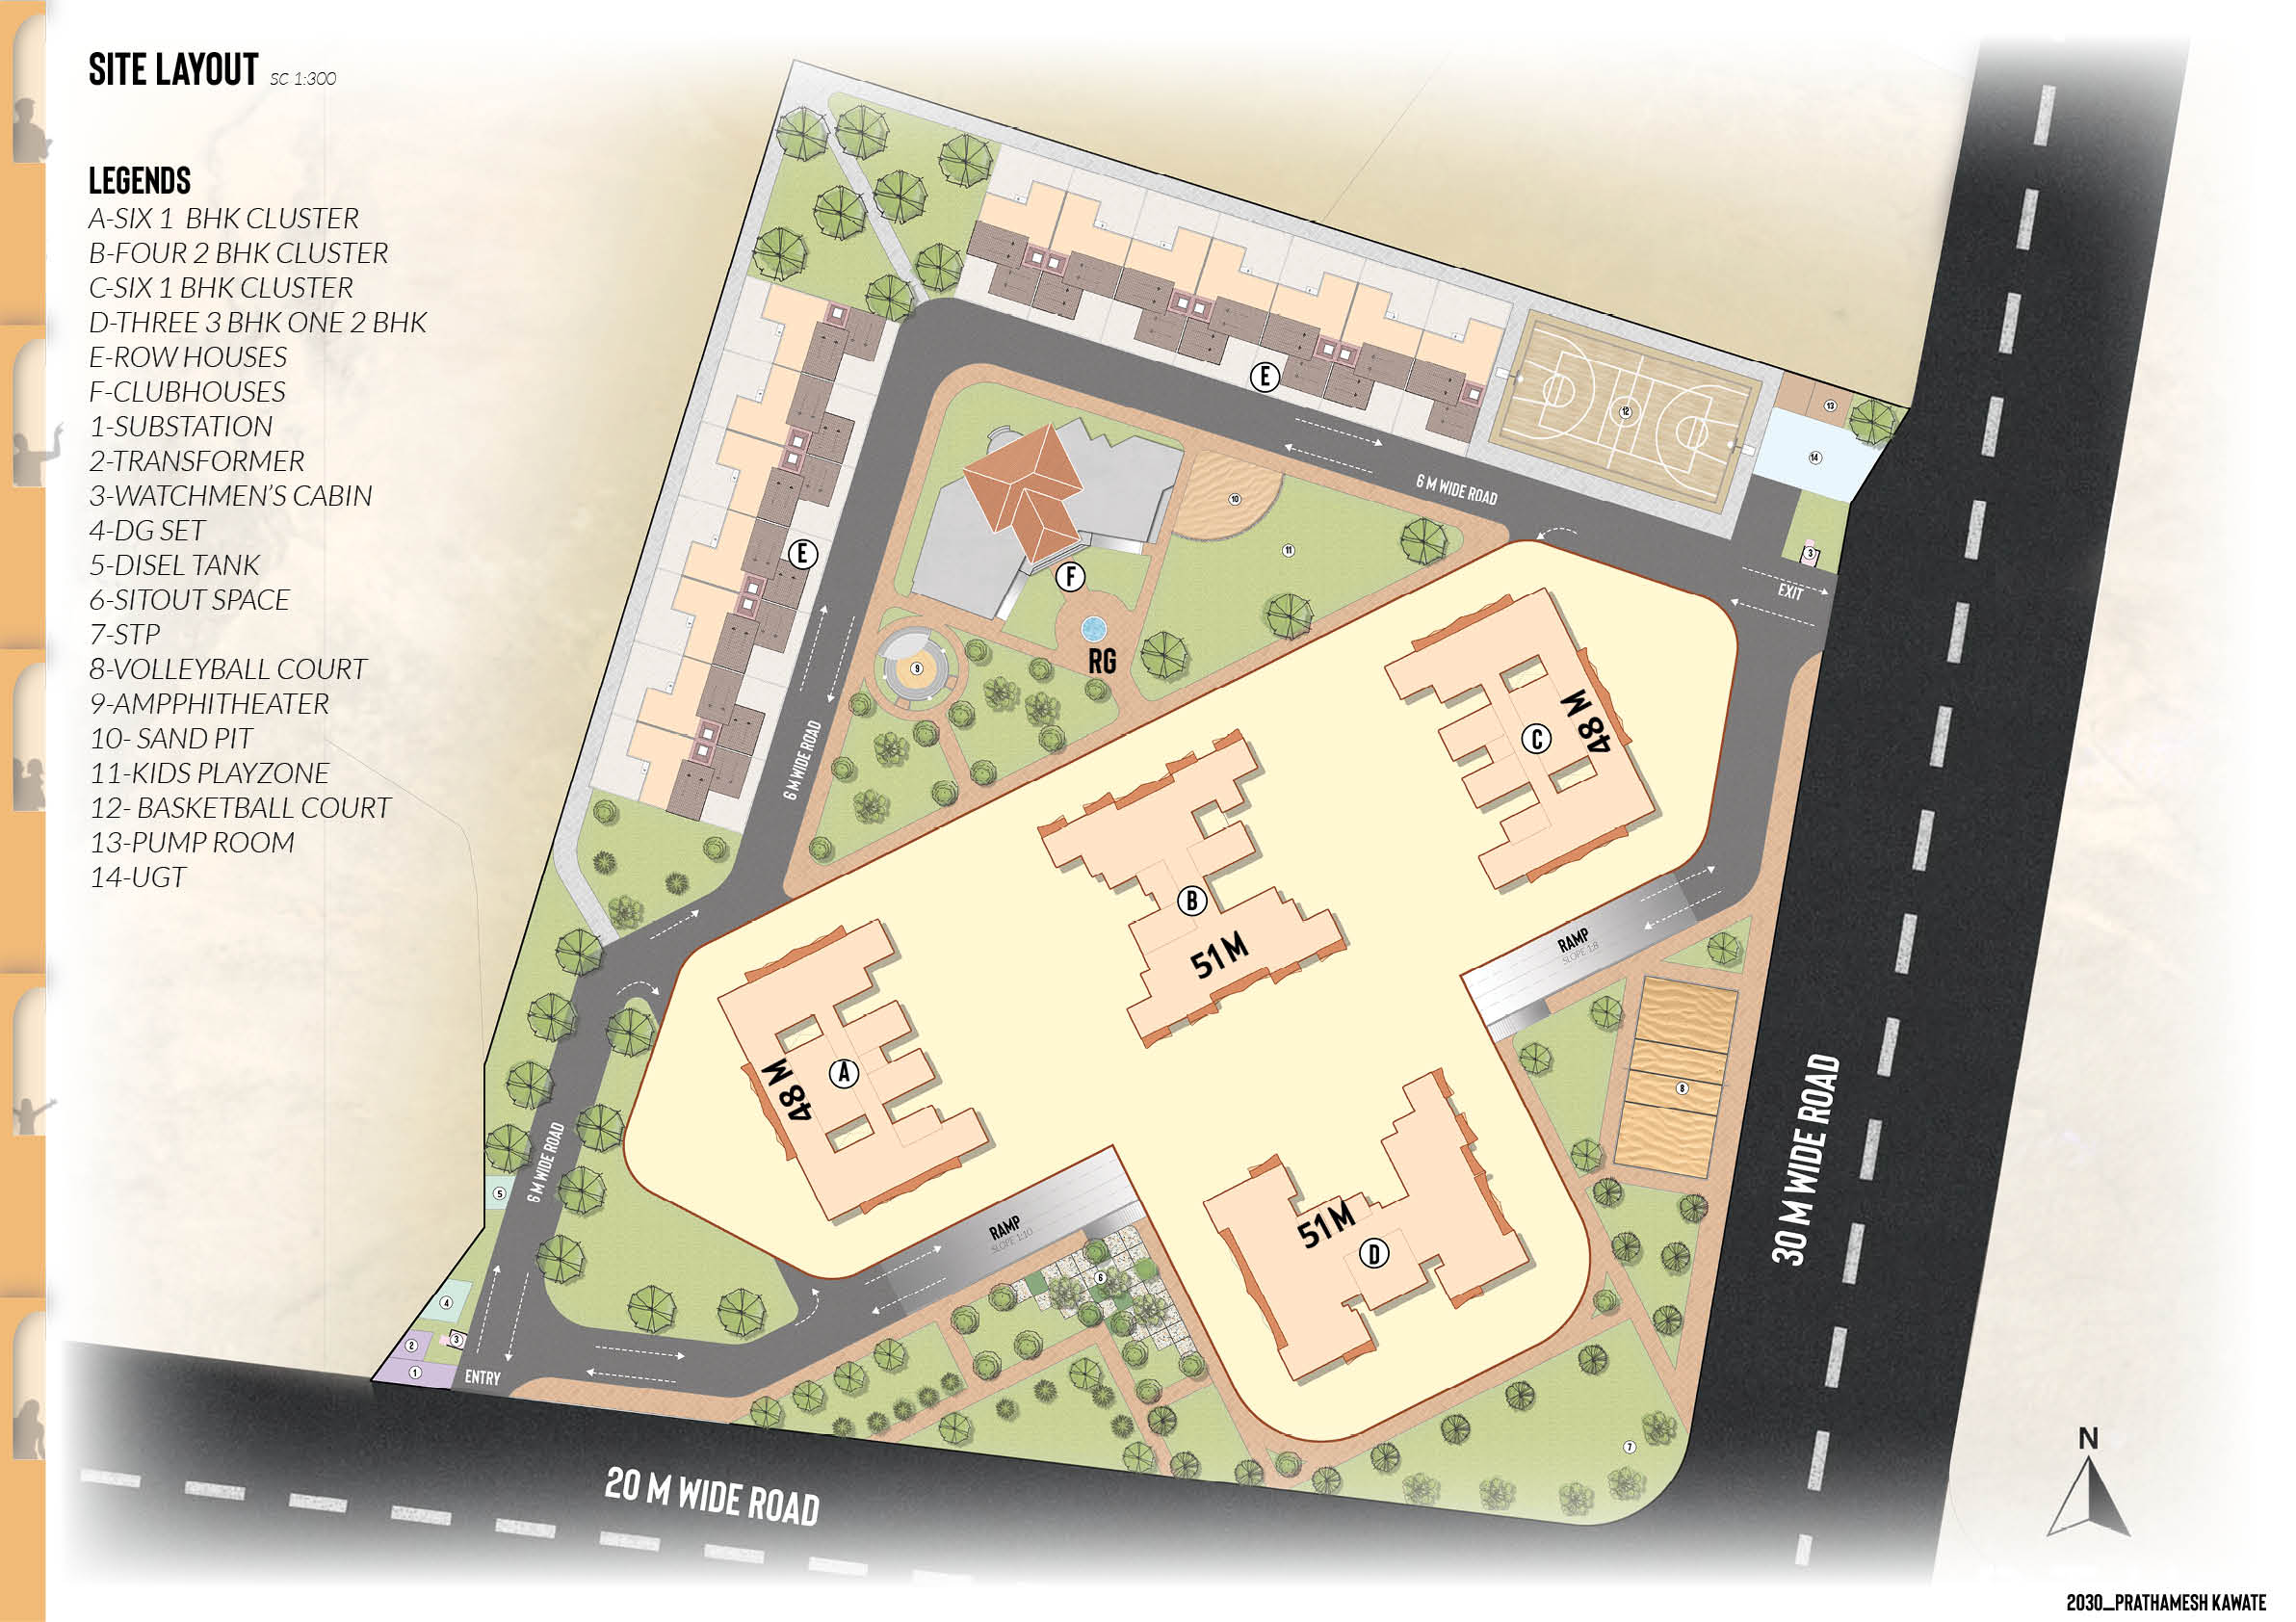 SITE LAYOUT SC 1:300
LEGENDS
A-SIX 1 BHK CLUSTER
B-FOUR 2 BHK CLUSTER
C-SIX 1 BHK CLUSTER
D-THREE 3 BHK ONE 2 BHK
E-ROW HOUSES
F-CLUBHOUSES
1-SUBSTATION
2-TRANSFORMER
3-WATCHMEN'S CABIN
4-DG SET
5-DISEL TANK
6-SITOUT SPACE
7-STP
8-VOLLEYBALL COURT
9-AMPPHITHEATER
10- SAND PIT
11-KIDS PLAYZONE
12- BASKETBALL COURT
13-PUMP ROOM
14-UGT
E
12
13
14
6 M WIDE ROAD
10
11
3
EXIT
E
F
RG
9
6 M WIDE ROAD
C
48 M
B
51 M
RAMP
SLOPE 1:8
A
48 M
8
6 M WIDE ROAD
5
RAMP
SLOPE 1:10
51 M
D
6
30 M WIDE ROAD
4
3
2
1
ENTRY
7
20 M WIDE ROAD
N
2030_PRATHAMESH KAWATE